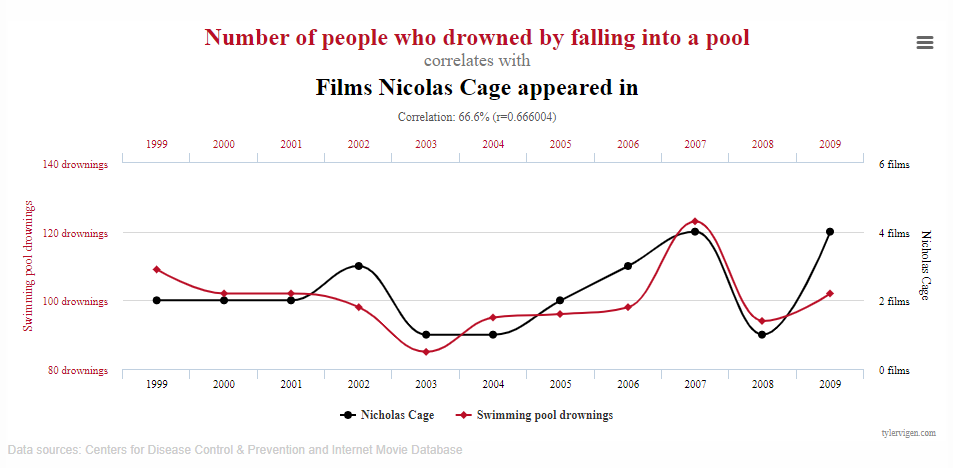 Number of people who drowned by falling into a pool
correlates with
Films Nicolas Cage appeared in
Correlation: 66.6% (r=0.666004)
1999 2000 2001 2002 2003 2004 2005 2006 2007 2008 2009
140 drownings 6 films
120 drownings 4 films
100 drownings 2 films
80 drownings 0 films
Swimming pool drownings
Nicholas Cage
1999 2000 2001 2002 2003 2004 2005 2006 2007 2008 2009
Nicholas Cage Swimming pool drownings
tylervigen.com
Data sources: Centers for Disease Control & Prevention and Internet Movie Database